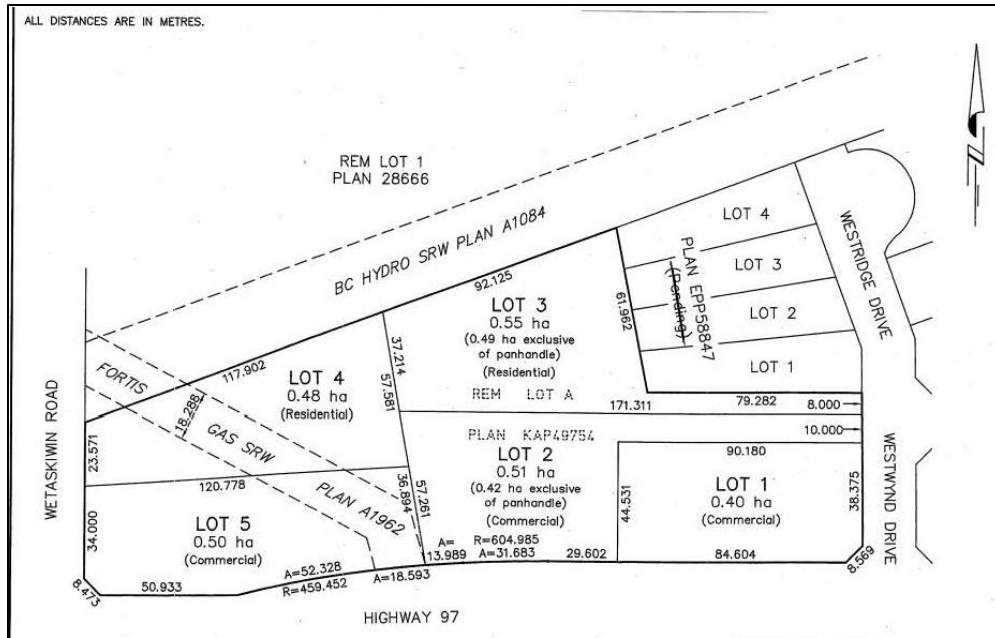 ALL DISTANCES ARE IN METRES.
REM LOT 1
PLAN 28666
BC HYDRO SRW PLAN A1084
92.125
117.902
LOT 4
LOT 3
LOT 2
LOT 1
PLAN EPP58847
(Pending)
WESTRIDGE DRIVE
61.962
79.282
8.000
10.000
171.311
LOT 3
0.55 ha
(0.49 ha exclusive
of panhandle)
(Residential)
REM LOT A
PLAN KAP49754
37.214
57.581
LOT 4
0.48 ha
(Residential)
FORTIS
GAS SRW
PLAN A1962
18.288
WETASKIWIN ROAD
23.571
34.000
120.778
36.894
57.261
LOT 2
0.51 ha
(0.42 ha exclusive
of panhandle)
(Commercial)
90.180
LOT 1
0.40 ha
(Commercial)
44.531
38.375
WESTWYND DRIVE
LOT 5
0.50 ha
(Commercial)
8.473
50.933
A=52.328
R=459.452
A=18.593
A=
13.989
R=604.985
A=31.683
29.602
84.604
8.569
HIGHWAY 97